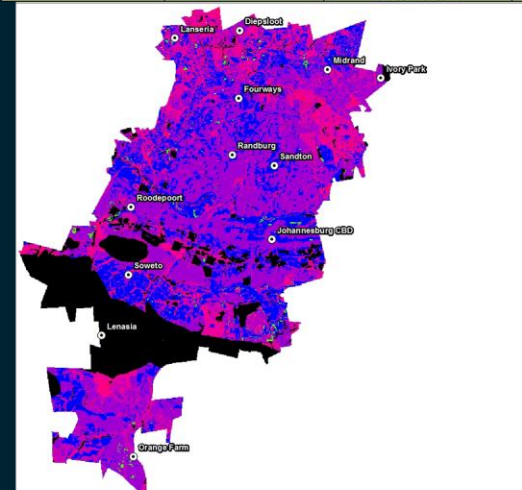 Diepsloot
Lanseria
Midrand
Ivory Park
Fourways
Randburg
Sandton
Roodepoort
Johannesburg CBD
Soweto
Lenasia
Orange Farm